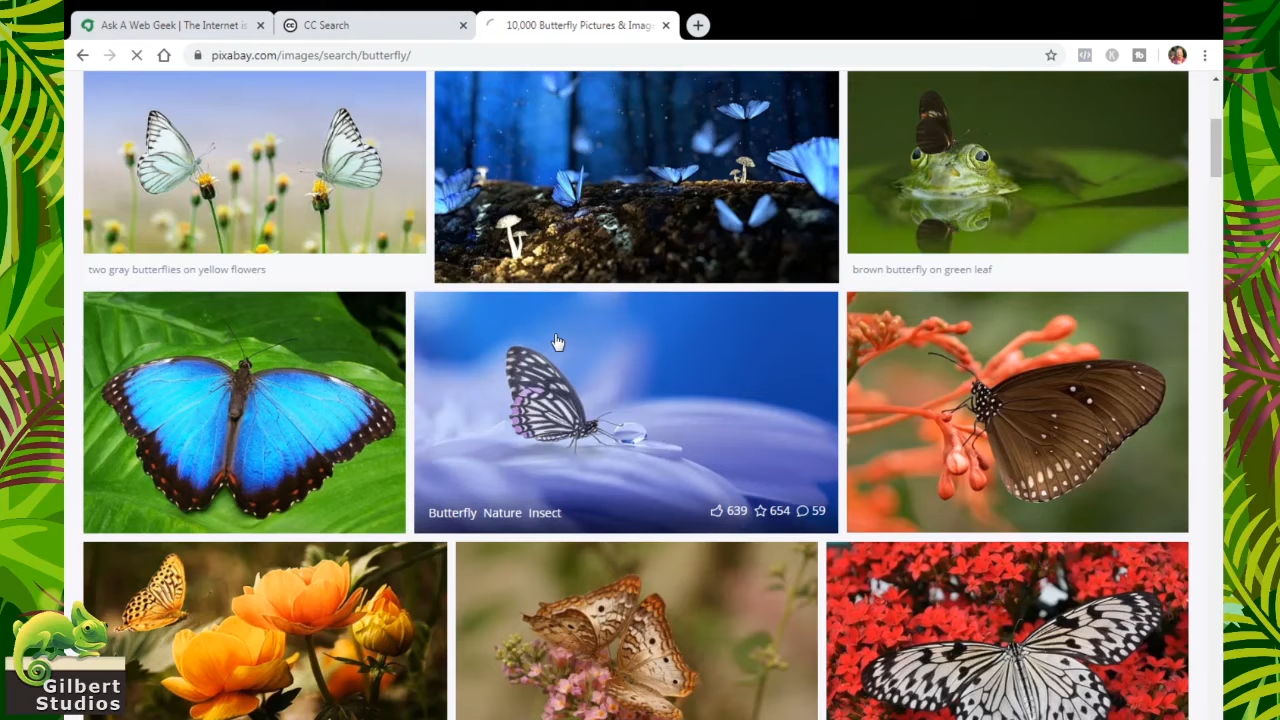 Ask A Web Geek | The Internet is
CC Search
10,000 Butterfly Pictures & Imag
pixabay.com/images/search/butterfly/
two gray butterflies on yellow flowers
brown butterfly on green leaf
Butterfly Nature Insect
639 654 59
Gilbert
Studios